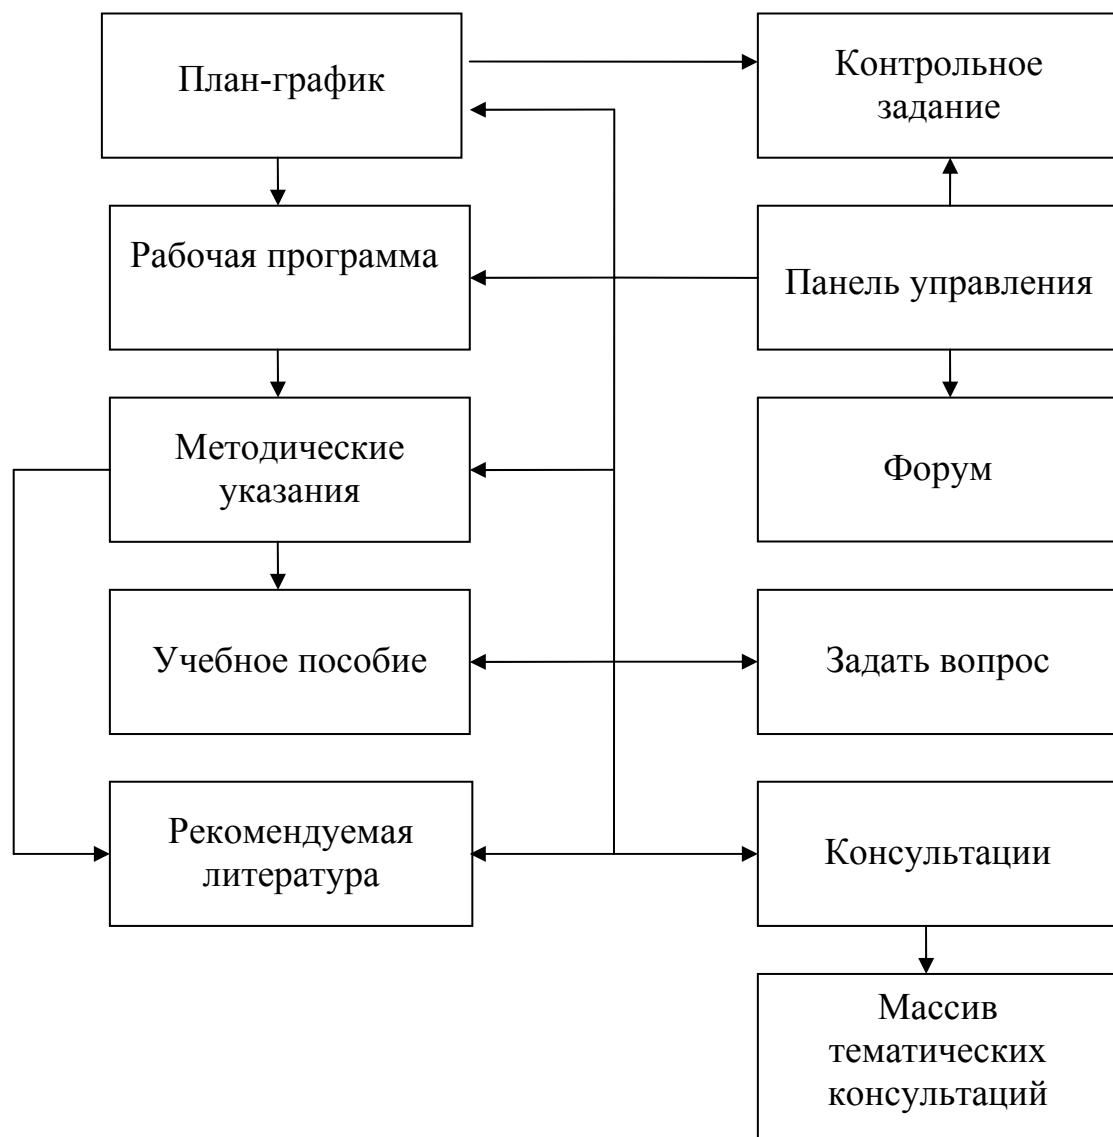 План-график
Контрольное
задание
Рабочая программа
Панель управления
Методические
указания
Форум
Учебное пособие
Задать вопрос
Рекомендуемая
литература
Консультации
Массив
тематических
консультаций